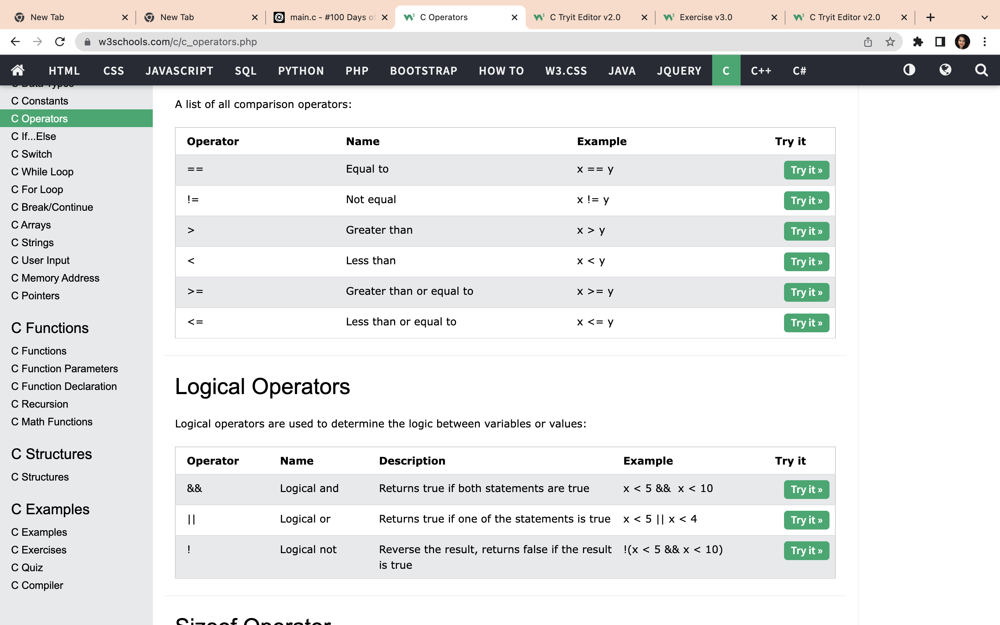 New Tab
New Tab
main.c - #100 Days of
C Operators
C Tryit Editor v2.0
Exercise v3.0
C Tryit Editor v2.0
w3schools.com/c/c_operators.php
HTML CSS JAVASCRIPT SQL PYTHON PHP BOOTSTRAP HOW TO W3.CSS JAVA JQUERY C C++ C#
C Data Types
C Constants
C Operators
C If...Else
C Switch
C While Loop
C For Loop
C Break/Continue
C Arrays
C Strings
C User Input
C Memory Address
C Pointers
C Functions
C Functions
C Function Parameters
C Function Declaration
C Recursion
C Math Functions
C Structures
C Structures
C Examples
C Examples
C Exercises
C Quiz
C Compiler
A list of all comparison operators:
Operator Name Example Try it
== Equal to x == y Try it »
!= Not equal x != y Try it »
> Greater than x > y Try it »
< Less than x < y Try it »
>= Greater than or equal to x >= y Try it »
<= Less than or equal to x <= y Try it »
Logical Operators
Logical operators are used to determine the logic between variables or values:
Operator Name Description Example Try it
&& Logical and Returns true if both statements are true x < 5 &&  x < 10 Try it »
|| Logical or Returns true if one of the statements is true x < 5 || x < 4 Try it »
! Logical not Reverse the result, returns false if the result !(x < 5 && x < 10) Try it »
is true
Sizeof Operator